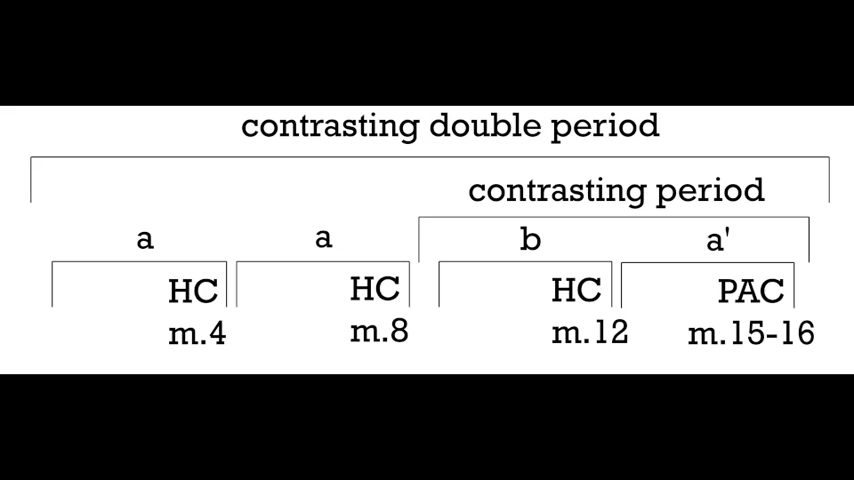 contrasting double period
contrasting period
a a b a'
HC HC HC PAC
m.4 m.8 m.12 m.15-16